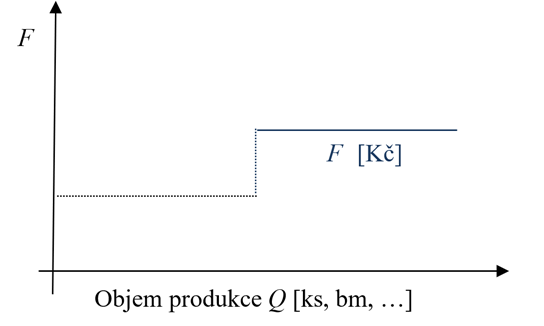 F
F [Kč]
Objem produkce Q [ks, bm, …]